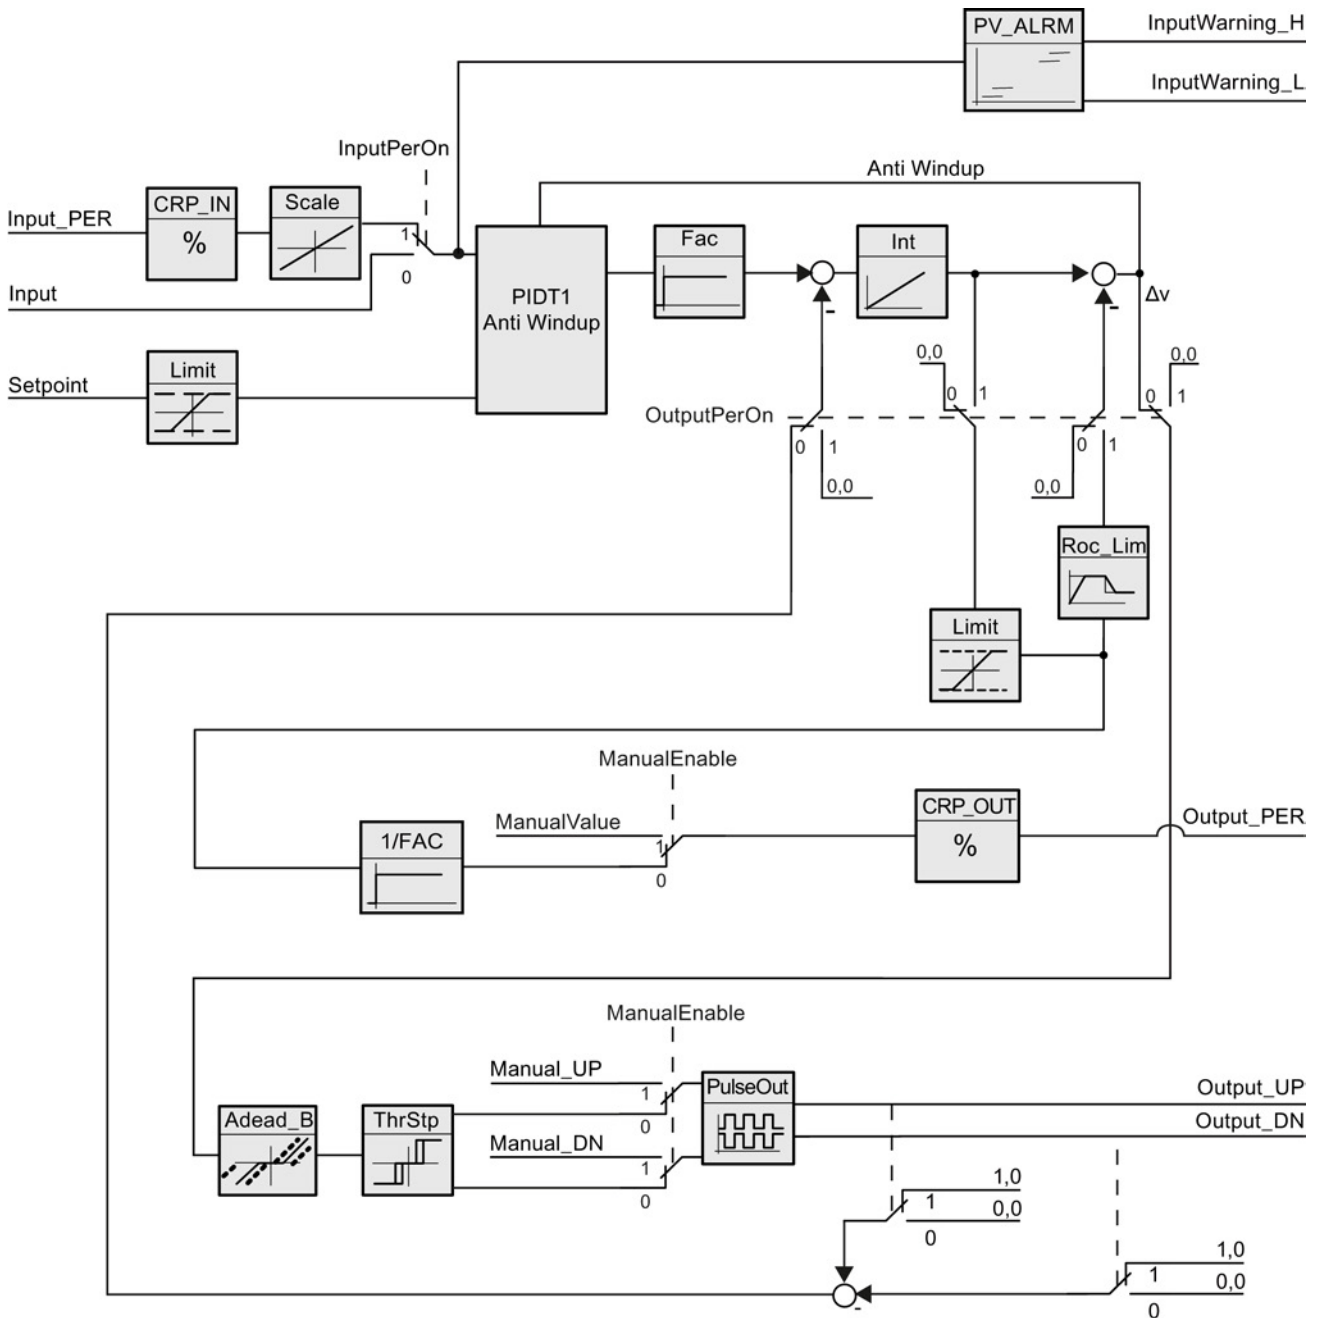 PV_ALRM
InputWarning_H
InputWarning_L
InputPerOn
Anti Windup
Input_PER
CRP_IN
%
Scale
1
0
Input
PIDT1
Anti Windup
Fac
-
Int
-
Δv
Setpoint
Limit
0,0
0,0
0
1
0
1
OutputPerOn
0
1
0
1
0,0
0,0
Roc_Lim
Limit
ManualEnable
ManualValue
1/FAC
1
0
CRP_OUT
%
Output_PER
ManualEnable
Manual_UP
1
0
Manual_DN
1
0
Adead_B
ThrStp
PulseOut
Output_UP
Output_DN
1,0
1
0,0
0
1,0
1
0,0
0
-